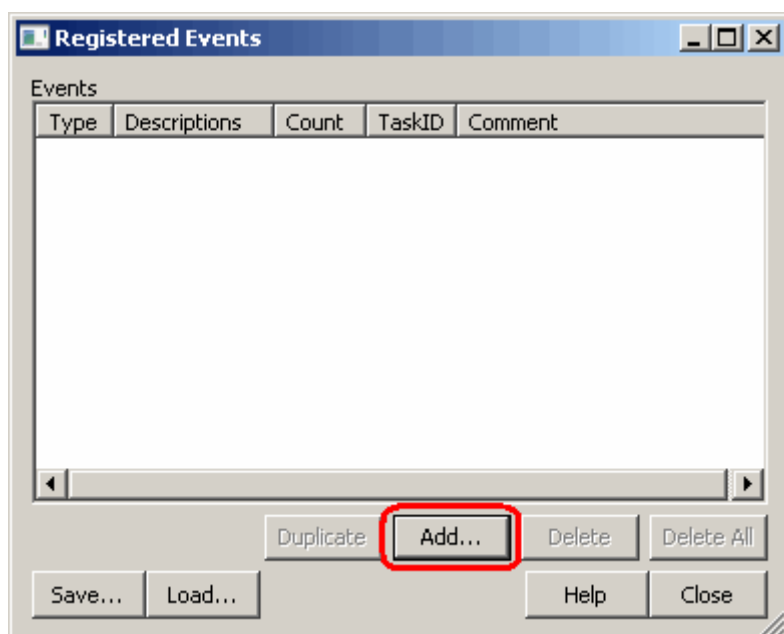 Registered Events
Events
Type Descriptions Count TaskID Comment
Duplicate Add... Delete Delete All
Save... Load... Help Close